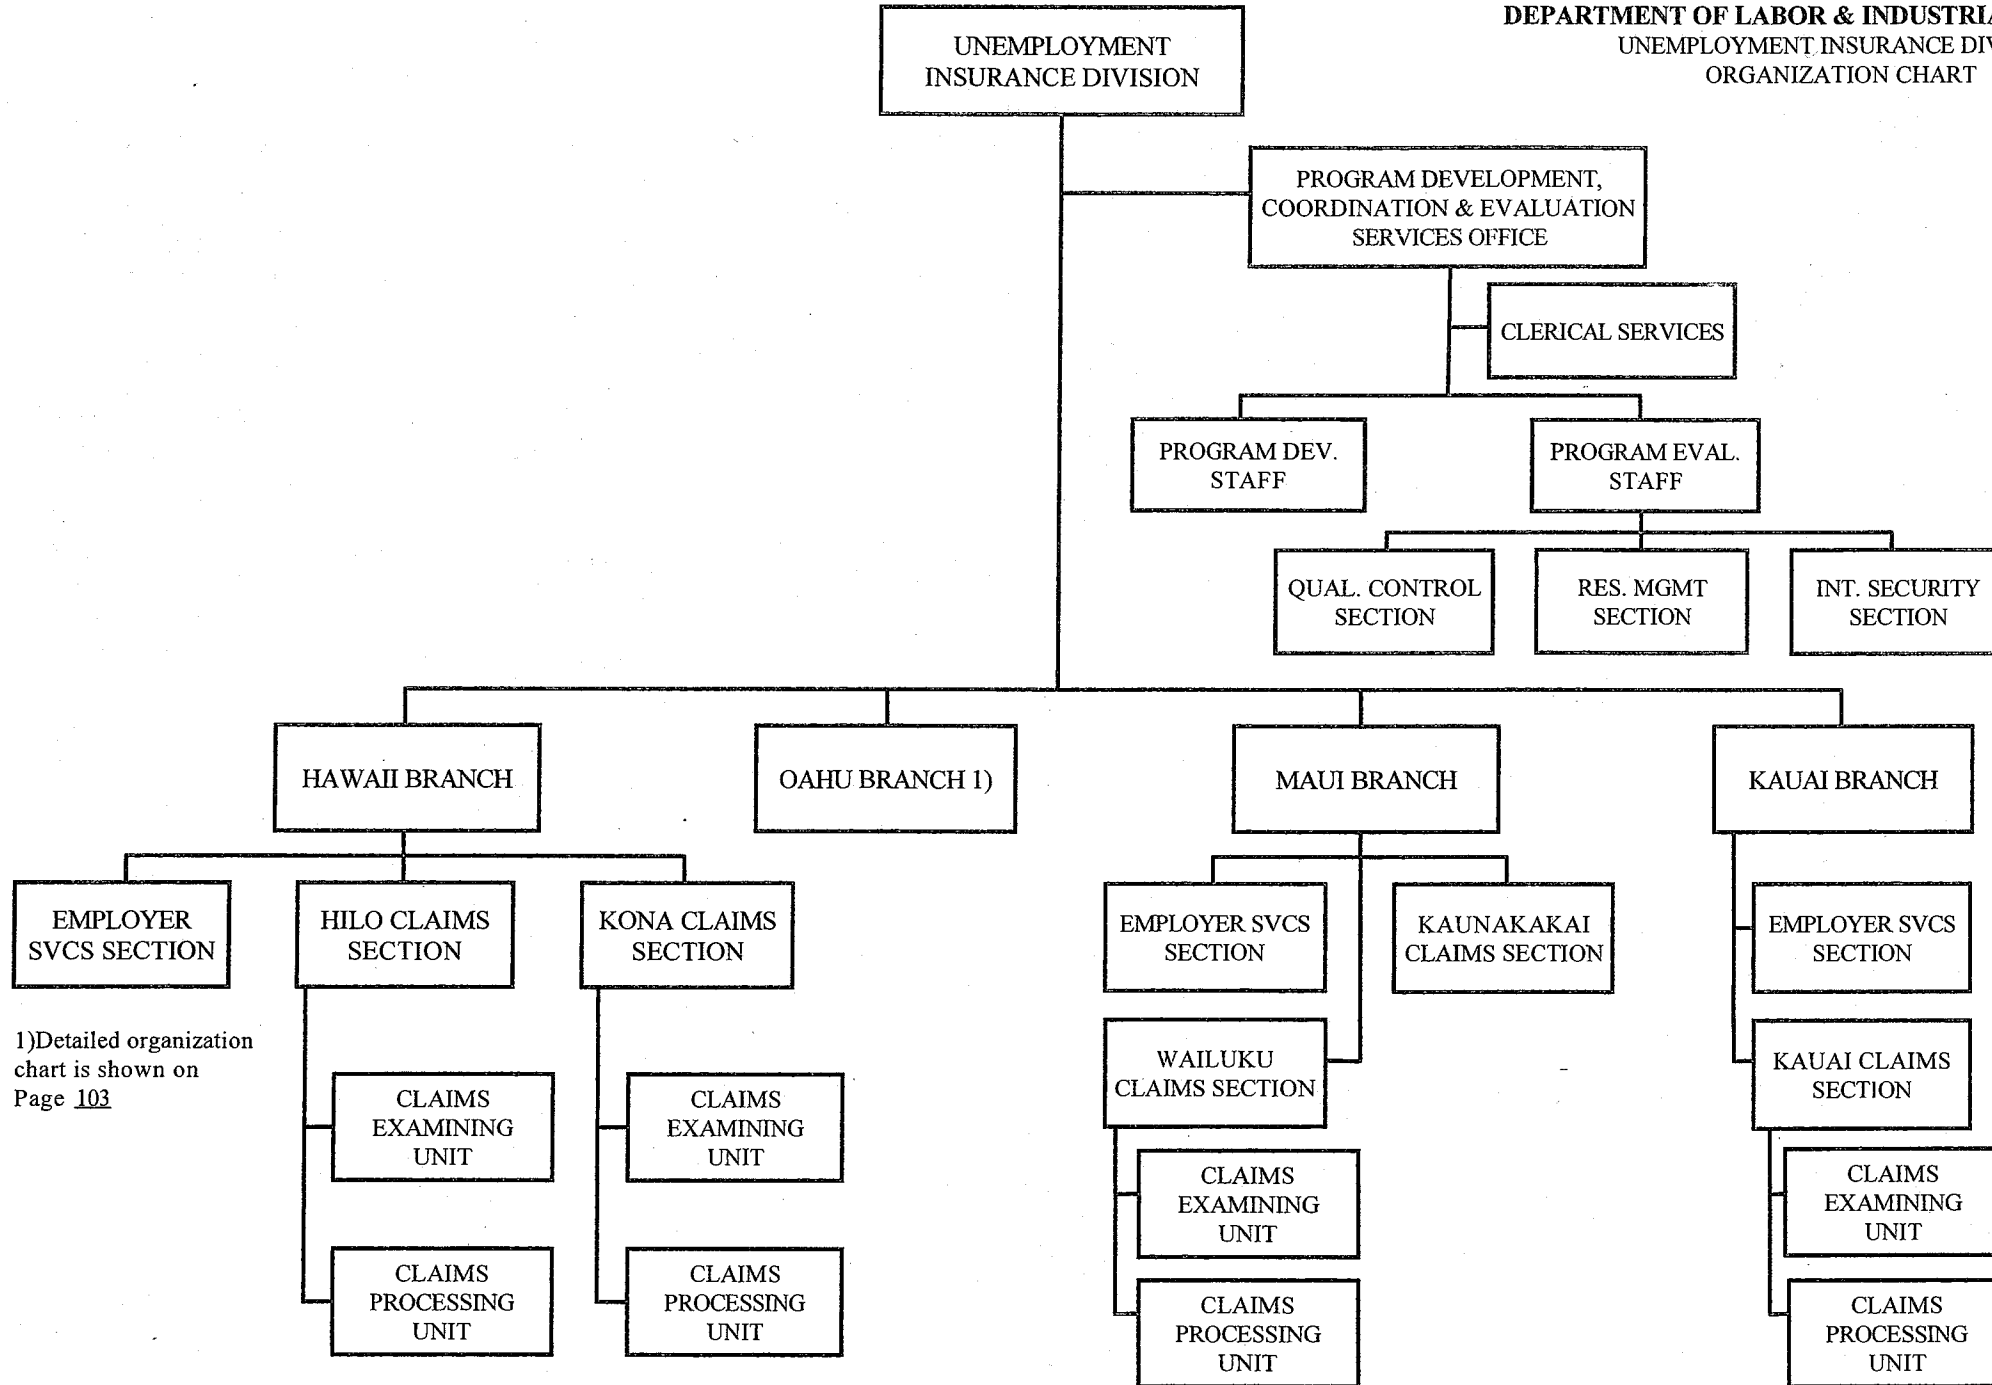 UNEMPLOYMENT
INSURANCE DIVISION
DEPARTMENT OF LABOR & INDUSTRIA
UNEMPLOYMENT INSURANCE DIV
ORGANIZATION CHART
PROGRAM DEVELOPMENT,
COORDINATION & EVALUATION
SERVICES OFFICE
CLERICAL SERVICES
PROGRAM DEV.
STAFF
PROGRAM EVAL.
STAFF
QUAL. CONTROL
SECTION
RES. MGMT
SECTION
INT. SECURITY
SECTION
HAWAII BRANCH
OAHU BRANCH 1)
MAUI BRANCH
KAUAI BRANCH
EMPLOYER
SVCS SECTION
HILO CLAIMS
SECTION
KONA CLAIMS
SECTION
EMPLOYER SVCS
SECTION
KAUNAKAKAI
CLAIMS SECTION
EMPLOYER SVCS
SECTION
1)Detailed organization
chart is shown on
Page 103
WAILUKU
CLAIMS SECTION
KAUAI CLAIMS
SECTION
CLAIMS
EXAMINING
UNIT
CLAIMS
EXAMINING
UNIT
CLAIMS
EXAMINING
UNIT
CLAIMS
EXAMINING
UNIT
CLAIMS
PROCESSING
UNIT
CLAIMS
PROCESSING
UNIT
CLAIMS
PROCESSING
UNIT
CLAIMS
PROCESSING
UNIT